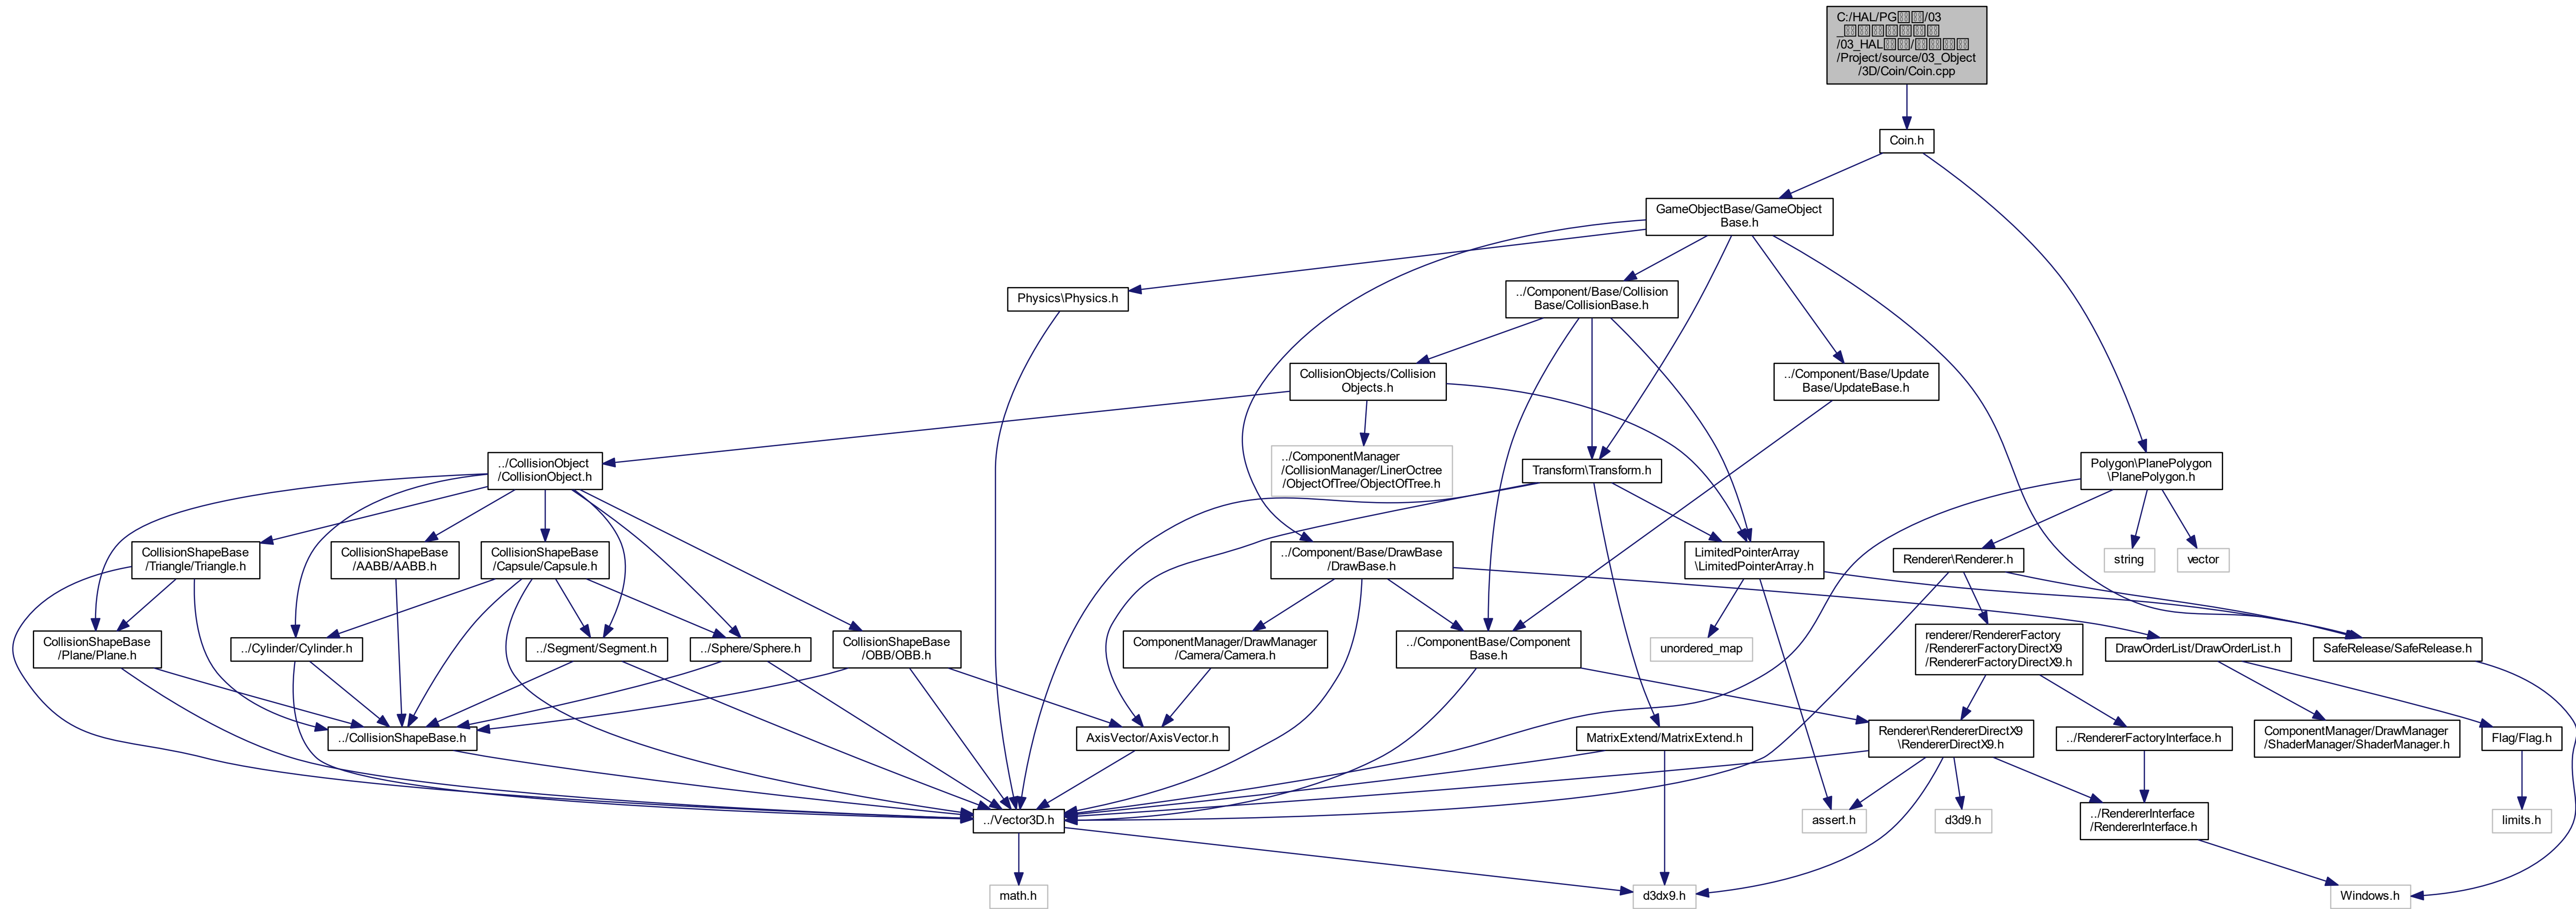 C:/HAL/PG
/03
/03_HAL
/Project/source/03_Object
/3D/Coin/Coin.cpp
Coin.h
GameObjectBase/GameObject
Base.h
Physics\Physics.h
../Component/Base/Collision
Base/CollisionBase.h
CollisionObjects/Collision
Objects.h
../Component/Base/Update
Base/UpdateBase.h
../CollisionObject
/CollisionObject.h
../ComponentManager
/CollisionManager/LinerOctree
/ObjectOfTree/ObjectOfTree.h
Transform\Transform.h
Polygon\PlanePolygon
\PlanePolygon.h
CollisionShapeBase
/Triangle/Triangle.h
CollisionShapeBase
/AABB/AABB.h
CollisionShapeBase
/Capsule/Capsule.h
../Component/Base/DrawBase
/DrawBase.h
LimitedPointerArray
\LimitedPointerArray.h
Renderer\Renderer.h
string
vector
CollisionShapeBase
/Plane/Plane.h
../Cylinder/Cylinder.h
../Segment/Segment.h
../Sphere/Sphere.h
CollisionShapeBase
/OBB/OBB.h
ComponentManager/DrawManager
/Camera/Camera.h
../ComponentBase/Component
Base.h
unordered_map
renderer/RendererFactory
/RendererFactoryDirectX9
/RendererFactoryDirectX9.h
DrawOrderList/DrawOrderList.h
SafeRelease/SafeRelease.h
../CollisionShapeBase.h
AxisVector/AxisVector.h
MatrixExtend/MatrixExtend.h
Renderer\RendererDirectX9
\RendererDirectX9.h
../RendererFactoryInterface.h
ComponentManager/DrawManager
/ShaderManager/ShaderManager.h
Flag/Flag.h
../Vector3D.h
assert.h
d3d9.h
../RendererInterface
/RendererInterface.h
limits.h
math.h
d3dx9.h
Windows.h